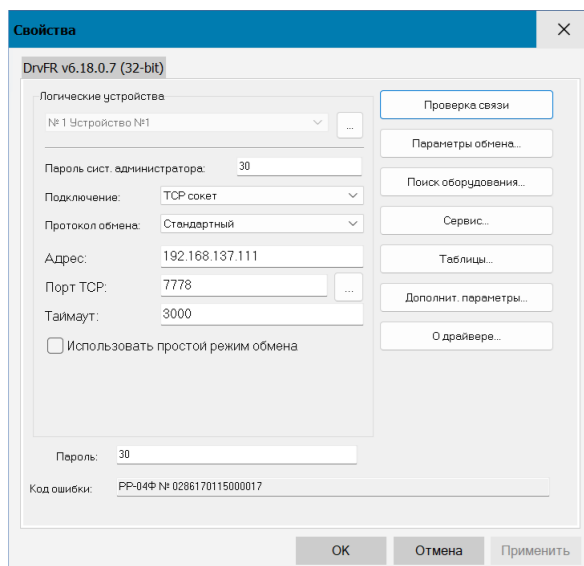 Свойства
DrvFR v6.18.0.7 (32-bit)
Логические устройства
№ 1 Устройство №1
...
Пароль сист. администратора: 30
Подключение: TCP сокет
Протокол обмена: Стандартный
Адрес: 192.168.137.111
Порт TCP: 7778 ...
Таймаут: 3000
Использовать простой режим обмена
Проверка связи
Параметры обмена...
Поиск оборудования...
Сервис...
Таблицы...
Дополнит. параметры...
О драйвере...
Пароль: 30
Код ошибки: РР-04Ф № 0286170115000017
OK Отмена Применить